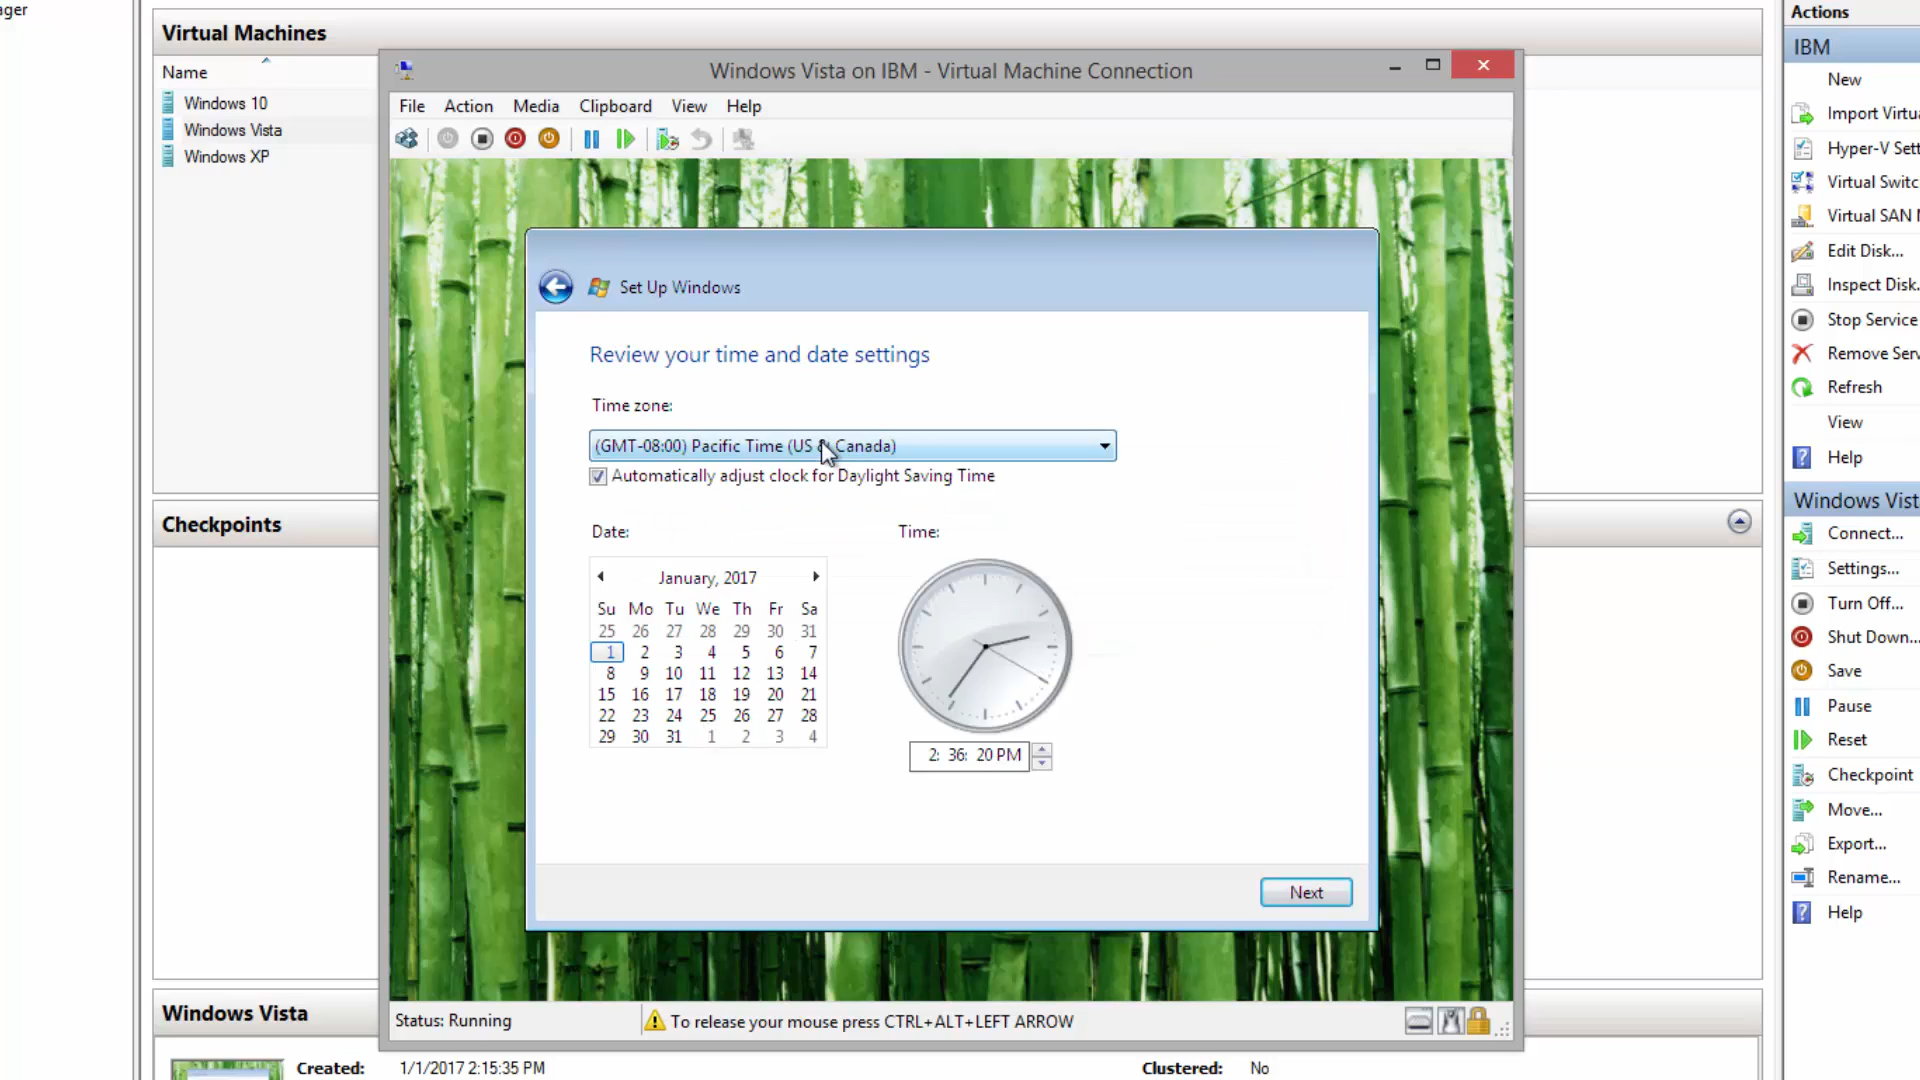 ager
Virtual Machines
Name
Windows 10
Windows Vista
Windows XP
Checkpoints
Windows Vista
Created: 1/1/2017 2:15:35 PM
Clustered: No
Windows Vista on IBM - Virtual Machine Connection
File Action Media Clipboard View Help
Set Up Windows
Review your time and date settings
Time zone:
(GMT-08:00) Pacific Time (US & Canada)
Automatically adjust clock for Daylight Saving Time
Date:
January, 2017
Su Mo Tu We Th Fr Sa
25 26 27 28 29 30 31
1 2 3 4 5 6 7
8 9 10 11 12 13 14
15 16 17 18 19 20 21
22 23 24 25 26 27 28
29 30 31 1 2 3 4
Time:
2: 36: 20 PM
Next
Status: Running
To release your mouse press CTRL+ALT+LEFT ARROW
Actions
IBM
New
Import Virtua
Hyper-V Sett
Virtual Switc
Virtual SAN M
Edit Disk...
Inspect Disk.
Stop Service
Remove Serv
Refresh
View
Help
Windows Vist
Connect...
Settings...
Turn Off...
Shut Down...
Save
Pause
Reset
Checkpoint
Move...
Export...
Rename...
Help